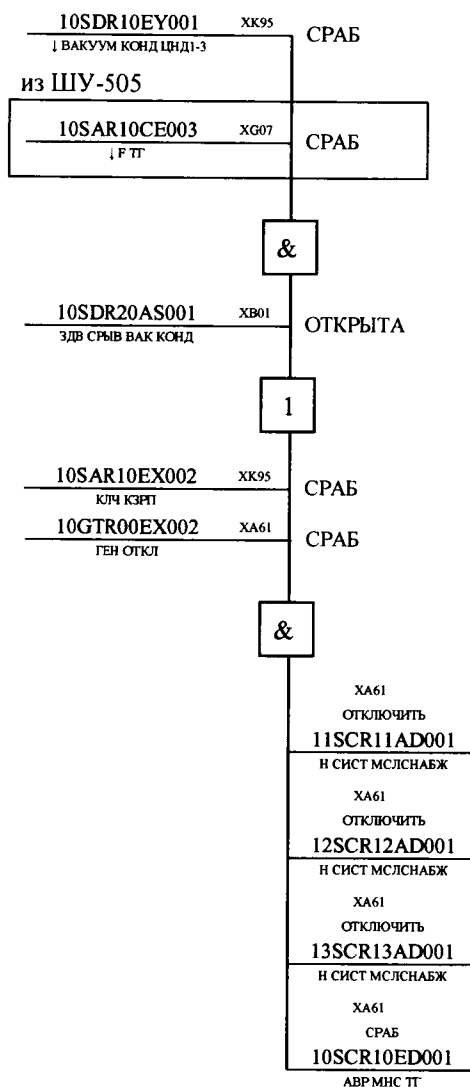 10SDR10EY001 XK95 СРАБ
↓ ВАКУУМ КОНД ЦНД1-3
из ШУ-505
10SAR10CE003 XG07 СРАБ
↓ F ТГ
&
10SDR20AS001 XB01 ОТКРЫТА
ЗДВ СРЫВ ВАК КОНД
1
10SAR10EX002 XK95 СРАБ
КЛЧ КЗРП
10GTR00EX002 XA61 СРАБ
ГЕН ОТКЛ
&
XA61
ОТКЛЮЧИТЬ
11SCR11AD001
Н СИСТ МСЛСНАБЖ
XA61
ОТКЛЮЧИТЬ
12SCR12AD001
Н СИСТ МСЛСНАБЖ
XA61
ОТКЛЮЧИТЬ
13SCR13AD001
Н СИСТ МСЛСНАБЖ
XA61
СРАБ
10SCR10ED001
АВР МНС ТГ